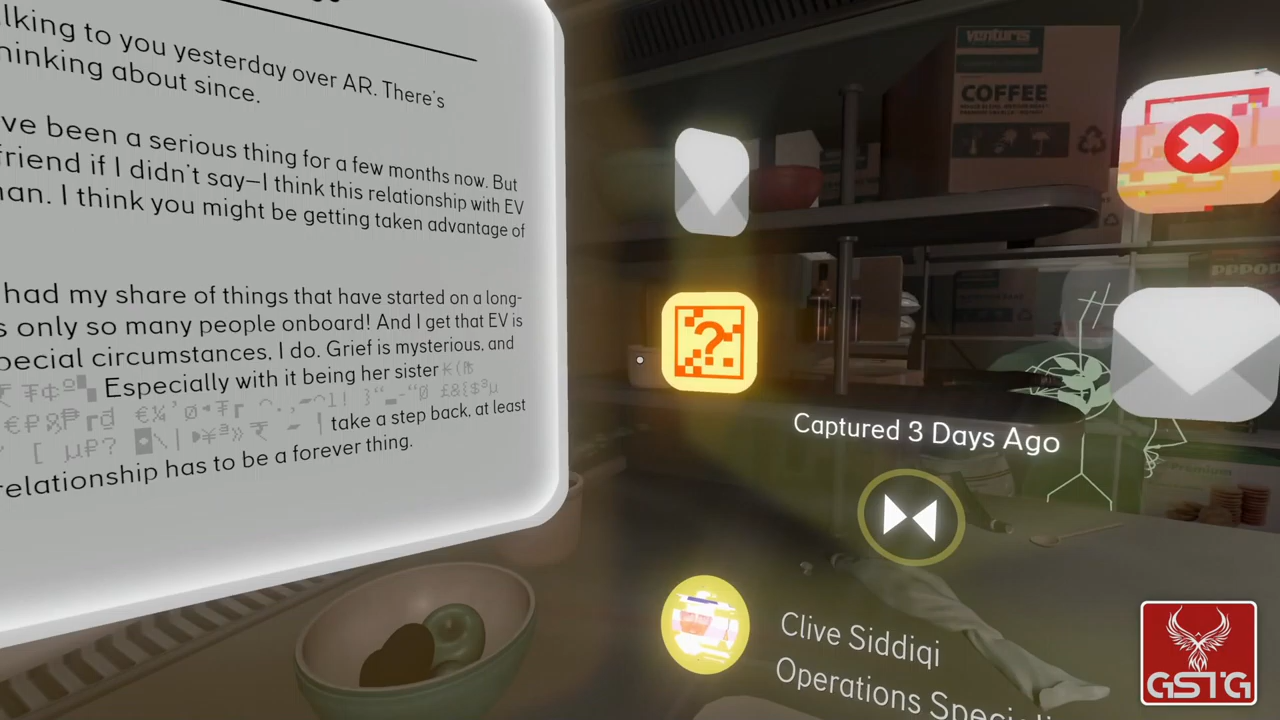 lking to you yesterday over AR. There's
hinking about since.
ve been a serious thing for a few months now. But
friend if I didn't say—I think this relationship with EV
an. I think you might be getting taken advantage of
had my share of things that have started on a long-
s only so many people onboard! And I get that EV is
pecial circumstances, I do. Grief is mysterious, and
Especially with it being her sister
take a step back, at least
relationship has to be a forever thing.
venturis
COFFEE
?
Captured 3 Days Ago
Premium
Clive Siddiqi
Operations Speci
GSTG